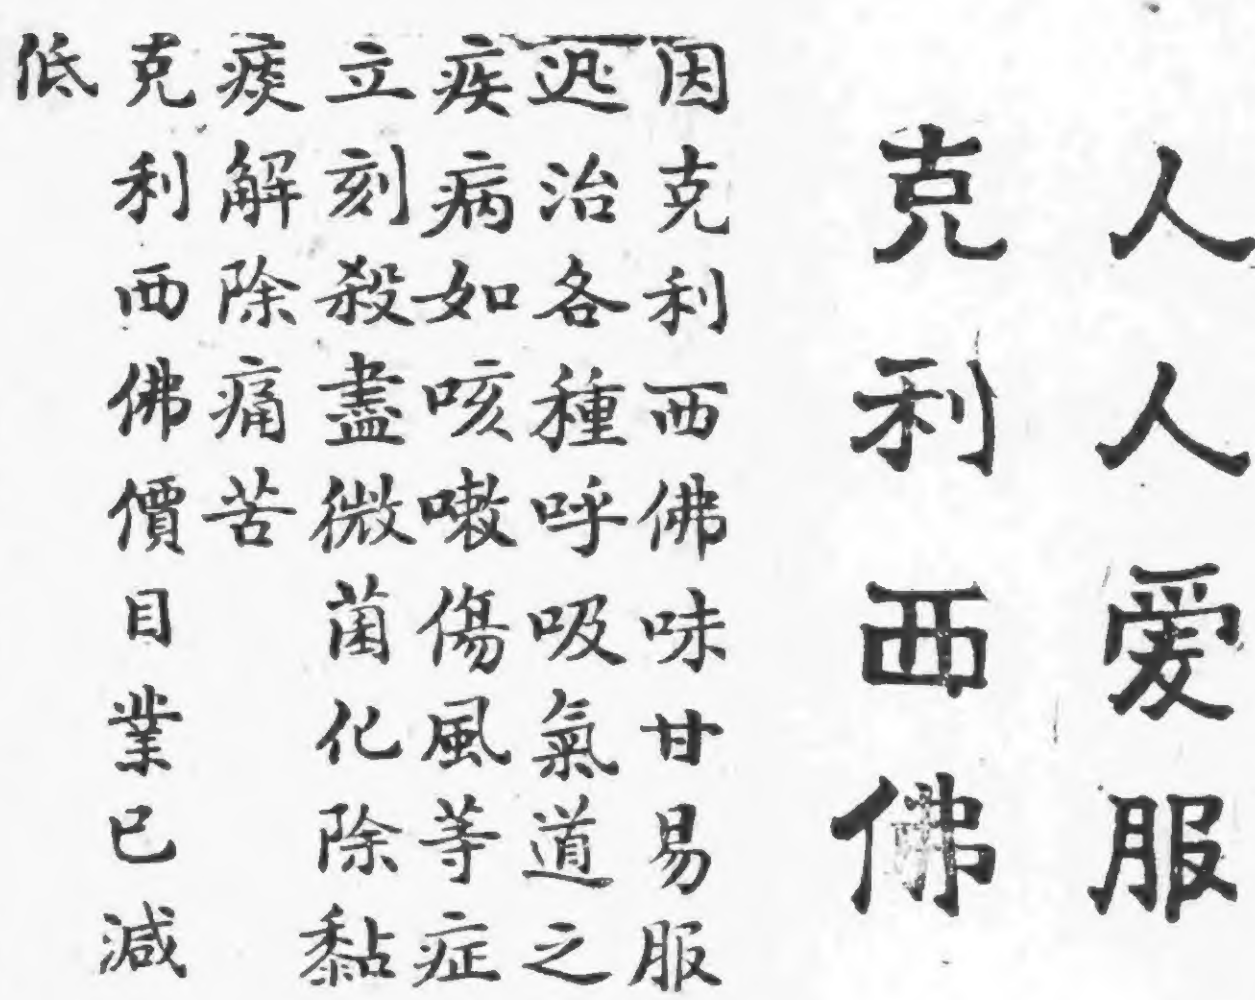 人人爱服
克利西佛
因克利西佛味甘易服
迅治各種呼吸氣道之
疾病如咳嗽傷風等症
立刻殺盡微菌化除黏
痰解除痛苦
克利西佛價目業已減
低